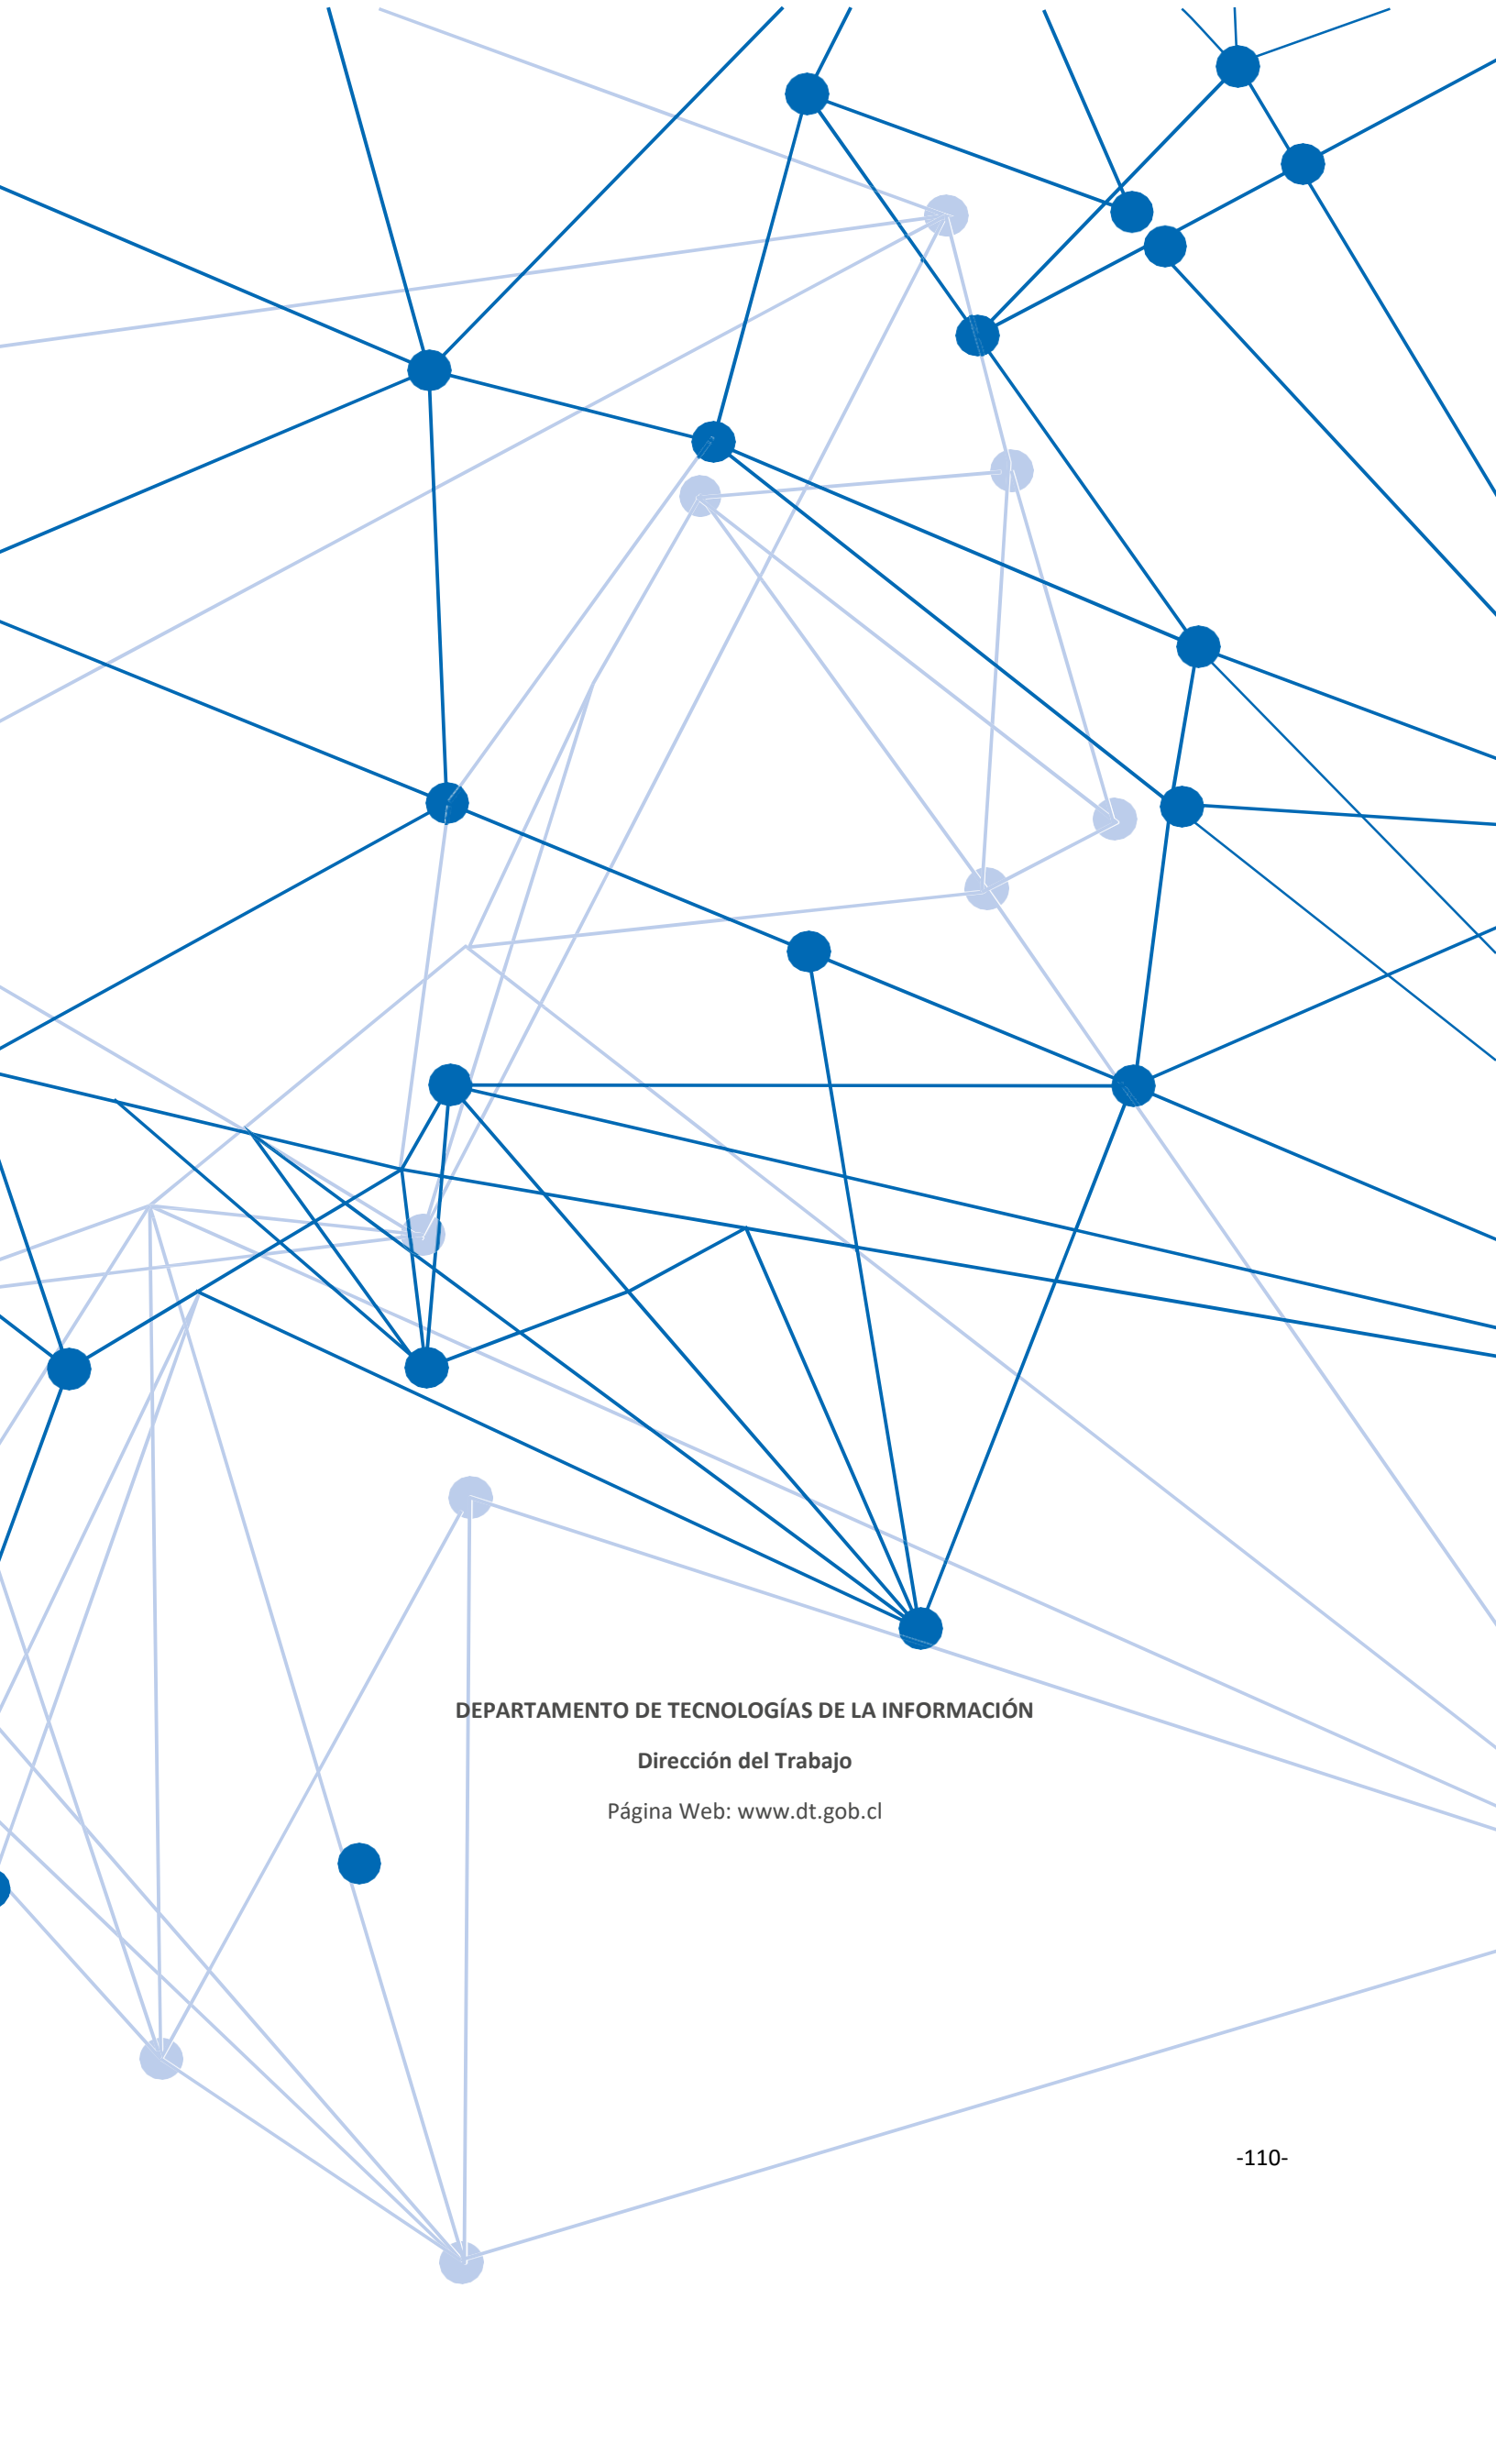 DEPARTAMENTO DE TECNOLOGÍAS DE LA INFORMACIÓN
Dirección del Trabajo
Página Web: www.dt.gob.cl
-110-